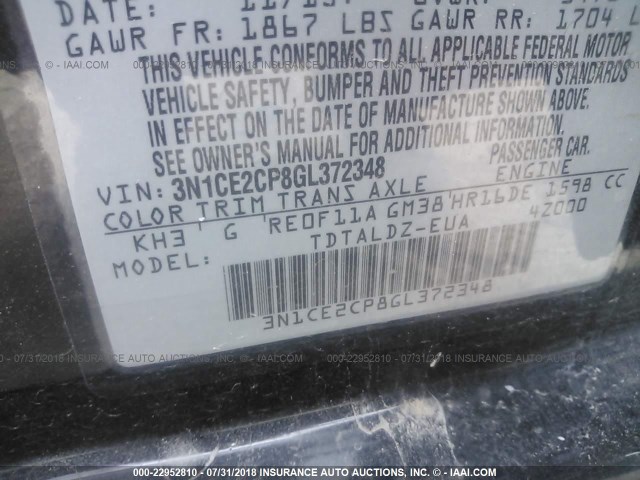 DATE:
GAWR FR: 1867 LBS GAWR RR: 1704
THIS VEHICLE CONFORMS TO ALL APPLICABLE FEDERAL MOTOR
VEHICLE SAFETY, BUMPER AND THEFT PREVENTION STANDARDS
IN EFFECT ON THE DATE OF MANUFACTURE SHOWN ABOVE.
SEE OWNER'S MANUAL FOR ADDITIONAL INFORMATION.
VIN: 3N1CE2CP8GL372348 PASSENGER CAR.
COLOR TRIM TRANS AXLE ENGINE
KH3 G RE0F11A GM38 HR16DE 1598 CC
MODEL: TDTALDZ-EUA 4Z000
3N1CE2CP8GL372348
000-22952810 - 07/31/2018 INSURANCE AUTO AUCTIONS, INC. - © - IAAI.COM